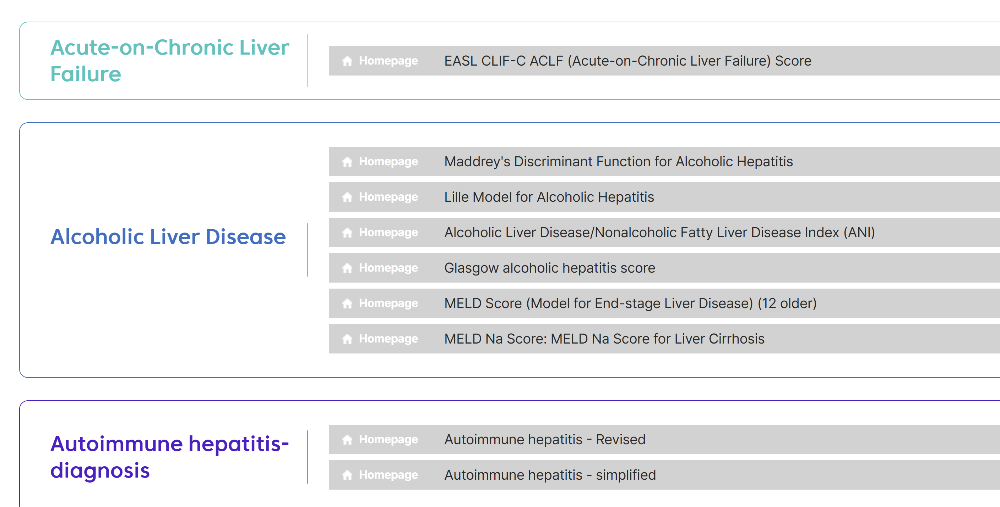 Acute-on-Chronic Liver
Failure
Homepage EASL CLIF-C ACLF (Acute-on-Chronic Liver Failure) Score
Alcoholic Liver Disease
Homepage Maddrey's Discriminant Function for Alcoholic Hepatitis
Homepage Lille Model for Alcoholic Hepatitis
Homepage Alcoholic Liver Disease/Nonalcoholic Fatty Liver Disease Index (ANI)
Homepage Glasgow alcoholic hepatitis score
Homepage MELD Score (Model for End-stage Liver Disease) (12 older)
Homepage MELD Na Score: MELD Na Score for Liver Cirrhosis
Autoimmune hepatitis-
diagnosis
Homepage Autoimmune hepatitis - Revised
Homepage Autoimmune hepatitis - simplified